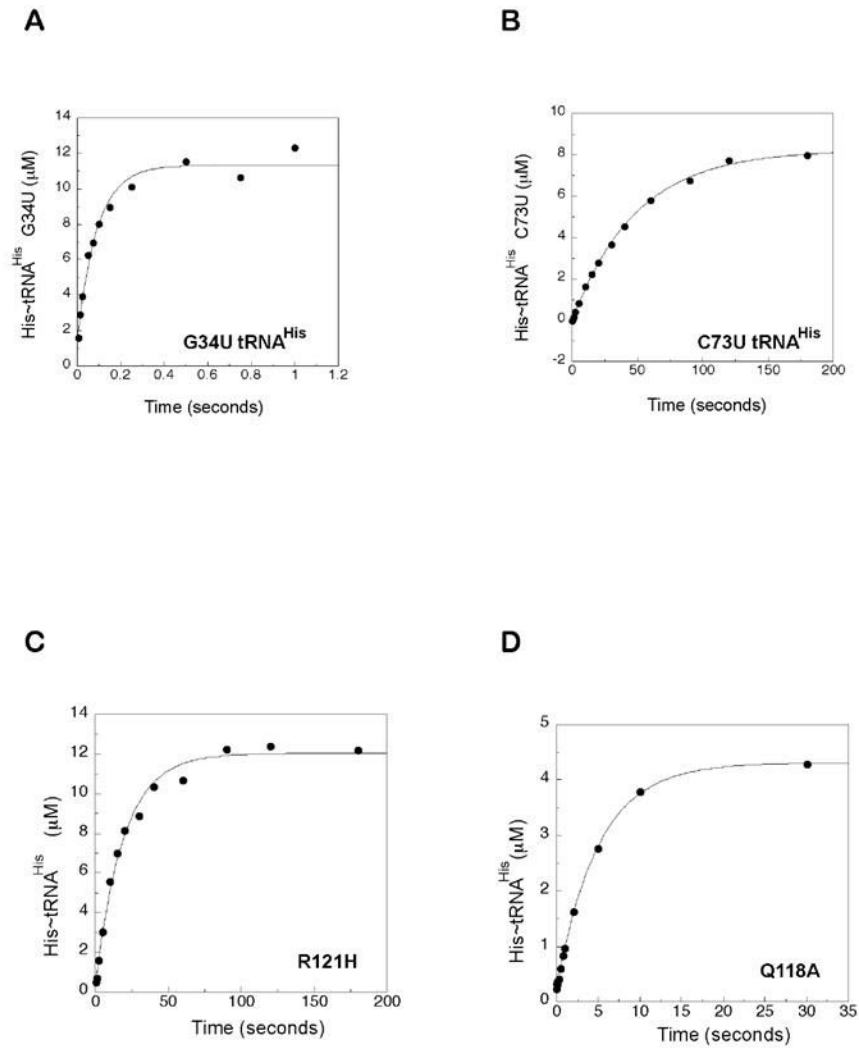 A
B
His~tRNA^His G34U (μM)
14
12
10
8
6
4
2
0
G34U tRNA^His
0 0.2 0.4 0.6 0.8 1 1.2
Time (seconds)
His~tRNA^His C73U (μM)
10
8
6
4
2
0
-2
C73U tRNA^His
0 50 100 150 200
Time (seconds)
C
D
His~tRNA^His (μM)
14
12
10
8
6
4
2
0
R121H
0 50 100 150 200
Time (seconds)
His~tRNA^His (μM)
5
4
3
2
1
0
Q118A
0 5 10 15 20 25 30 35
Time (seconds)